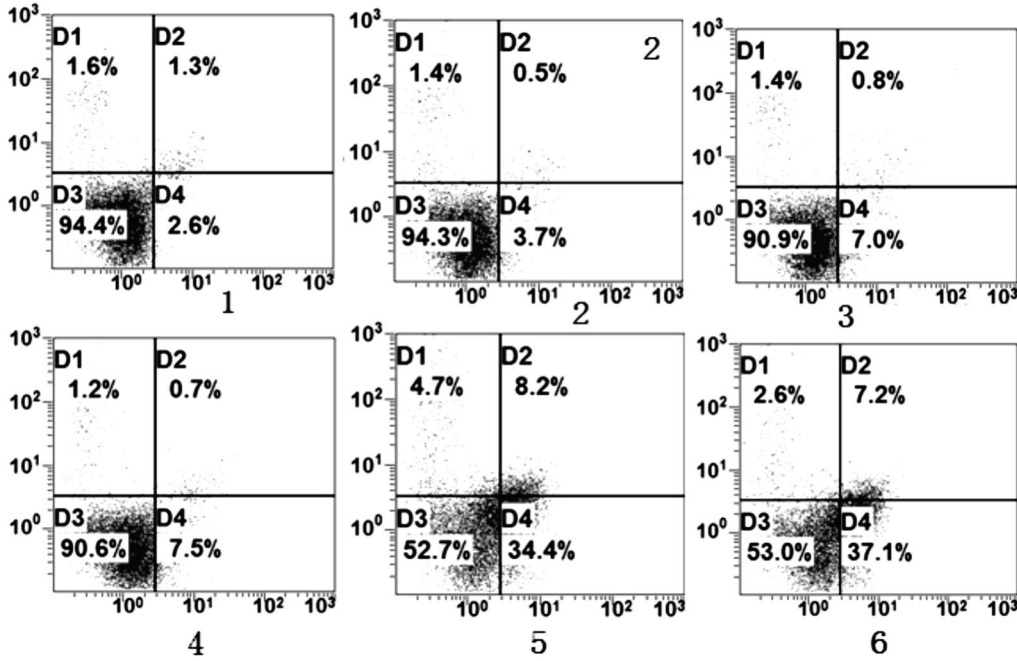 10³ D1 D2 1.6% 1.3%
10²
10¹
10⁰ D3 D4 94.4% 2.6%
10⁰ 10¹ 10² 10³
1
10³ D1 D2 2 1.4% 0.5%
10²
10¹
10⁰ D3 D4 94.3% 3.7%
10⁰ 10¹ 10² 10³
2
10³ D1 D2 1.4% 0.8%
10²
10¹
10⁰ D3 D4 90.9% 7.0%
10⁰ 10¹ 10² 10³
3
10³ D1 D2 1.2% 0.7%
10²
10¹
10⁰ D3 D4 90.6% 7.5%
10⁰ 10¹ 10² 10³
4
10³ D1 D2 4.7% 8.2%
10²
10¹
10⁰ D3 D4 52.7% 34.4%
10⁰ 10¹ 10² 10³
5
10³ D1 D2 2.6% 7.2%
10²
10¹
10⁰ D3 D4 53.0% 37.1%
10⁰ 10¹ 10² 10³
6